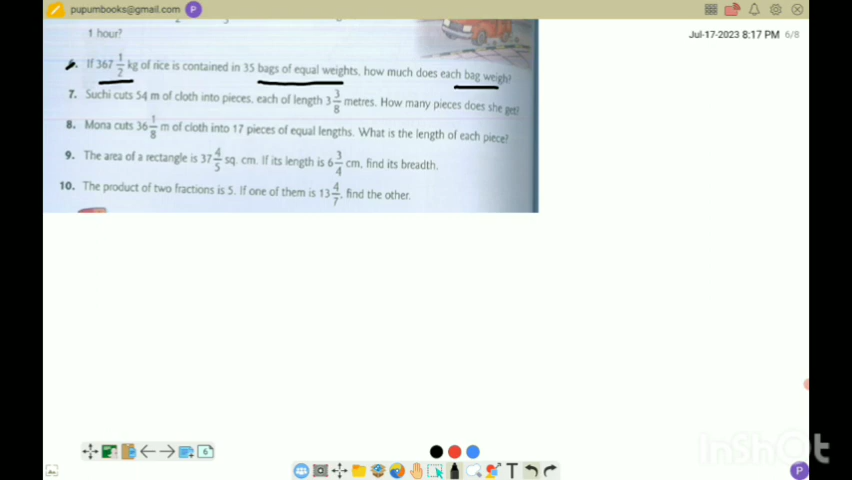 pupumbooks@gmail.com P
Jul-17-2023 8:17 PM 6/8
1 hour?
If 367 1/2 kg of rice is contained in 35 bags of equal weights, how much does each bag weigh?
7. Suchi cuts 54 m of cloth into pieces, each of length 3 3/8 metres. How many pieces does she get?
8. Mona cuts 36 1/8 m of cloth into 17 pieces of equal lengths. What is the length of each piece?
9. The area of a rectangle is 37 4/5 sq. cm. If its length is 6 3/4 cm, find its breadth.
10. The product of two fractions is 5. If one of them is 13 4/7, find the other.
6
T
InShOt
P